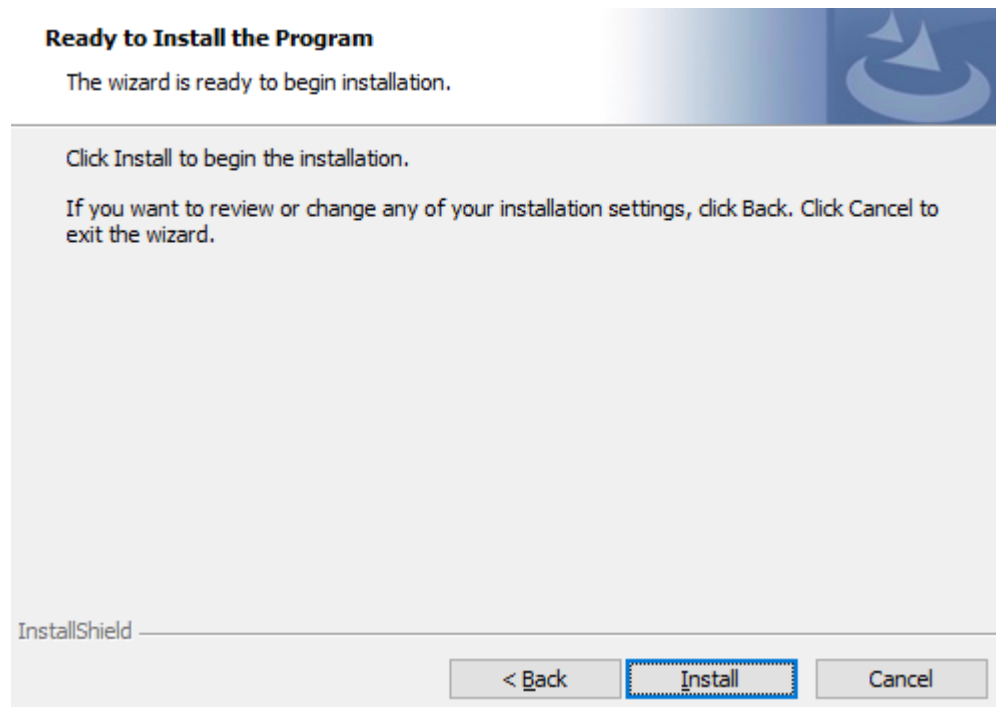 Ready to Install the Program
The wizard is ready to begin installation.
Click Install to begin the installation.
If you want to review or change any of your installation settings, click Back. Click Cancel to
exit the wizard.
InstallShield
< Back
Install
Cancel